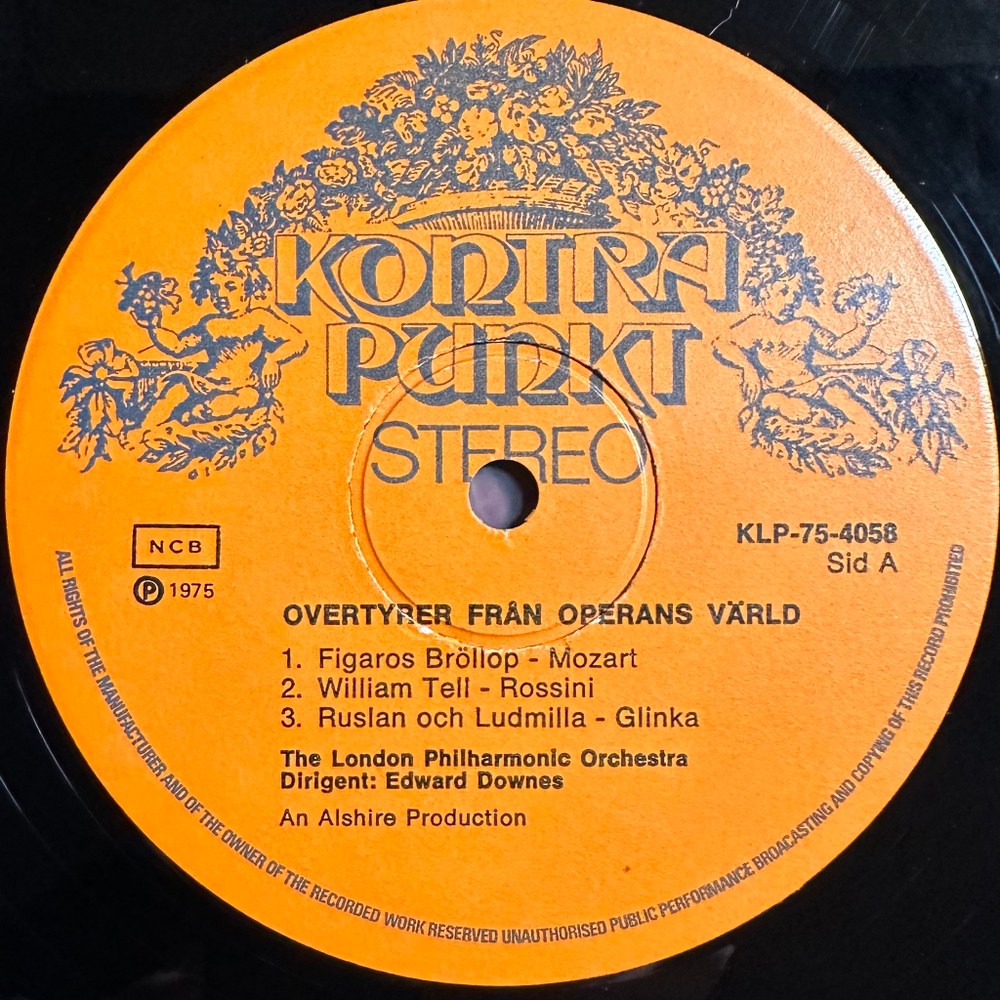 KONTRA
PUNKT
STEREO
NCB
KLP-75-4058
Sid A
Ⓟ 1975
OVERTYRER FRÅN OPERANS VÄRLD
1. Figaros Bröllop - Mozart
2. William Tell - Rossini
3. Ruslan och Ludmilla - Glinka
The London Philharmonic Orchestra
Dirigent: Edward Downes
An Alshire Production
ALL RIGHTS OF THE MANUFACTURER AND OF THE OWNER OF THE RECORDED WORK RESERVED UNAUTHORISED PUBLIC PERFORMANCE BROACASTING AND COPYING OF THIS RECORD PROHIBITED